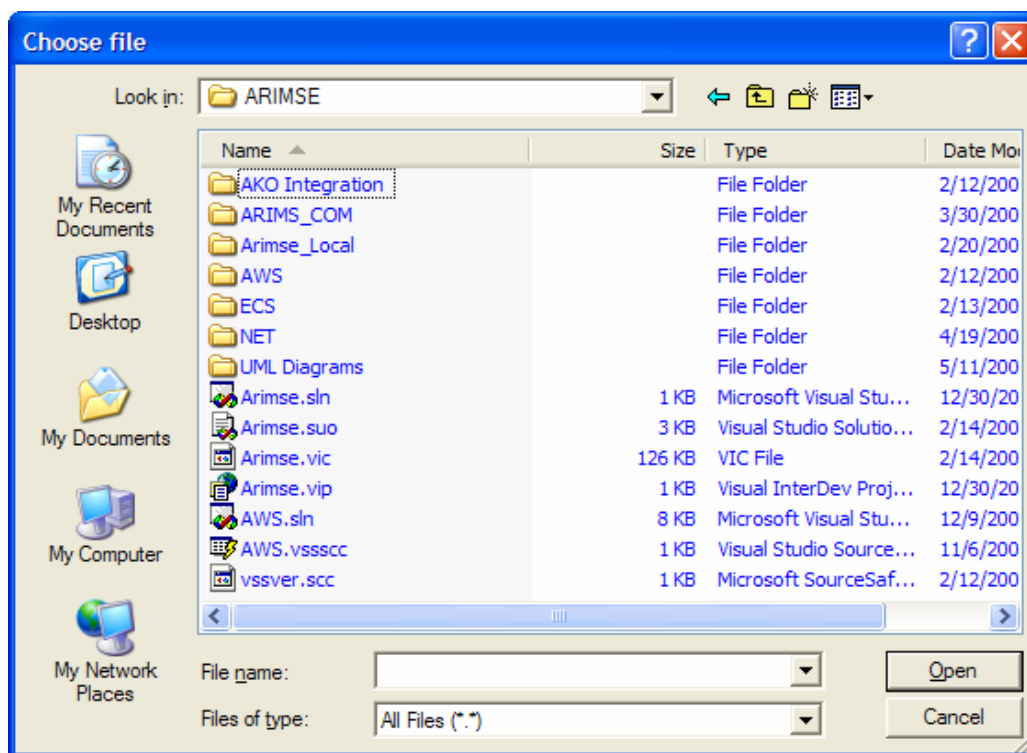 Choose file
Look in: ARIMSE
My Recent
Documents
Desktop
My Documents
My Computer
My Network
Places
Name Size Type Date Mo
AKO Integration File Folder 2/12/200
ARIMS_COM File Folder 3/30/200
Arimse_Local File Folder 2/20/200
AWS File Folder 2/12/200
ECS File Folder 2/13/200
NET File Folder 4/19/200
UML Diagrams File Folder 5/11/200
Arimse.sln 1 KB Microsoft Visual Stu... 12/30/20
Arimse.suo 3 KB Visual Studio Solutio... 2/14/200
Arimse.vic 126 KB VIC File 2/14/200
Arimse.vip 1 KB Visual InterDev Proj... 12/30/20
AWS.sln 8 KB Microsoft Visual Stu... 12/9/200
AWS.vssscc 1 KB Visual Studio Source... 11/6/200
vssver.scc 1 KB Microsoft SourceSaf... 2/12/200
File name: Open
Files of type: All Files (*.*) Cancel